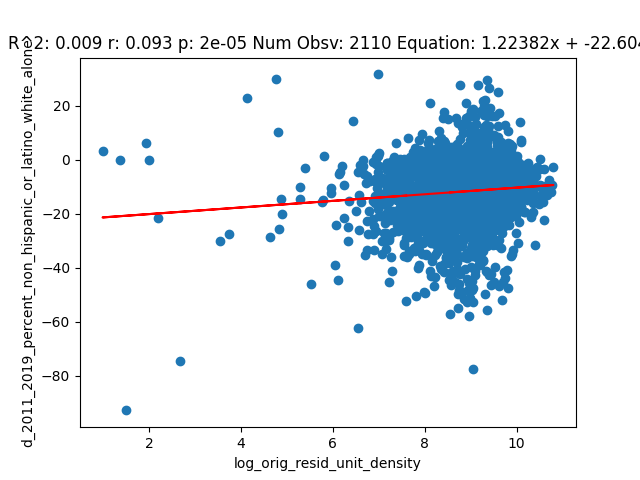 R^2: 0.009 r: 0.093 p: 2e-05 Num Obsv: 2110 Equation: 1.22382x + -22.604
d_2011_2019_percent_non_hispanic_or_latino_white_alone
20
0
−20
−40
−60
−80
2 4 6 8 10
log_orig_resid_unit_density